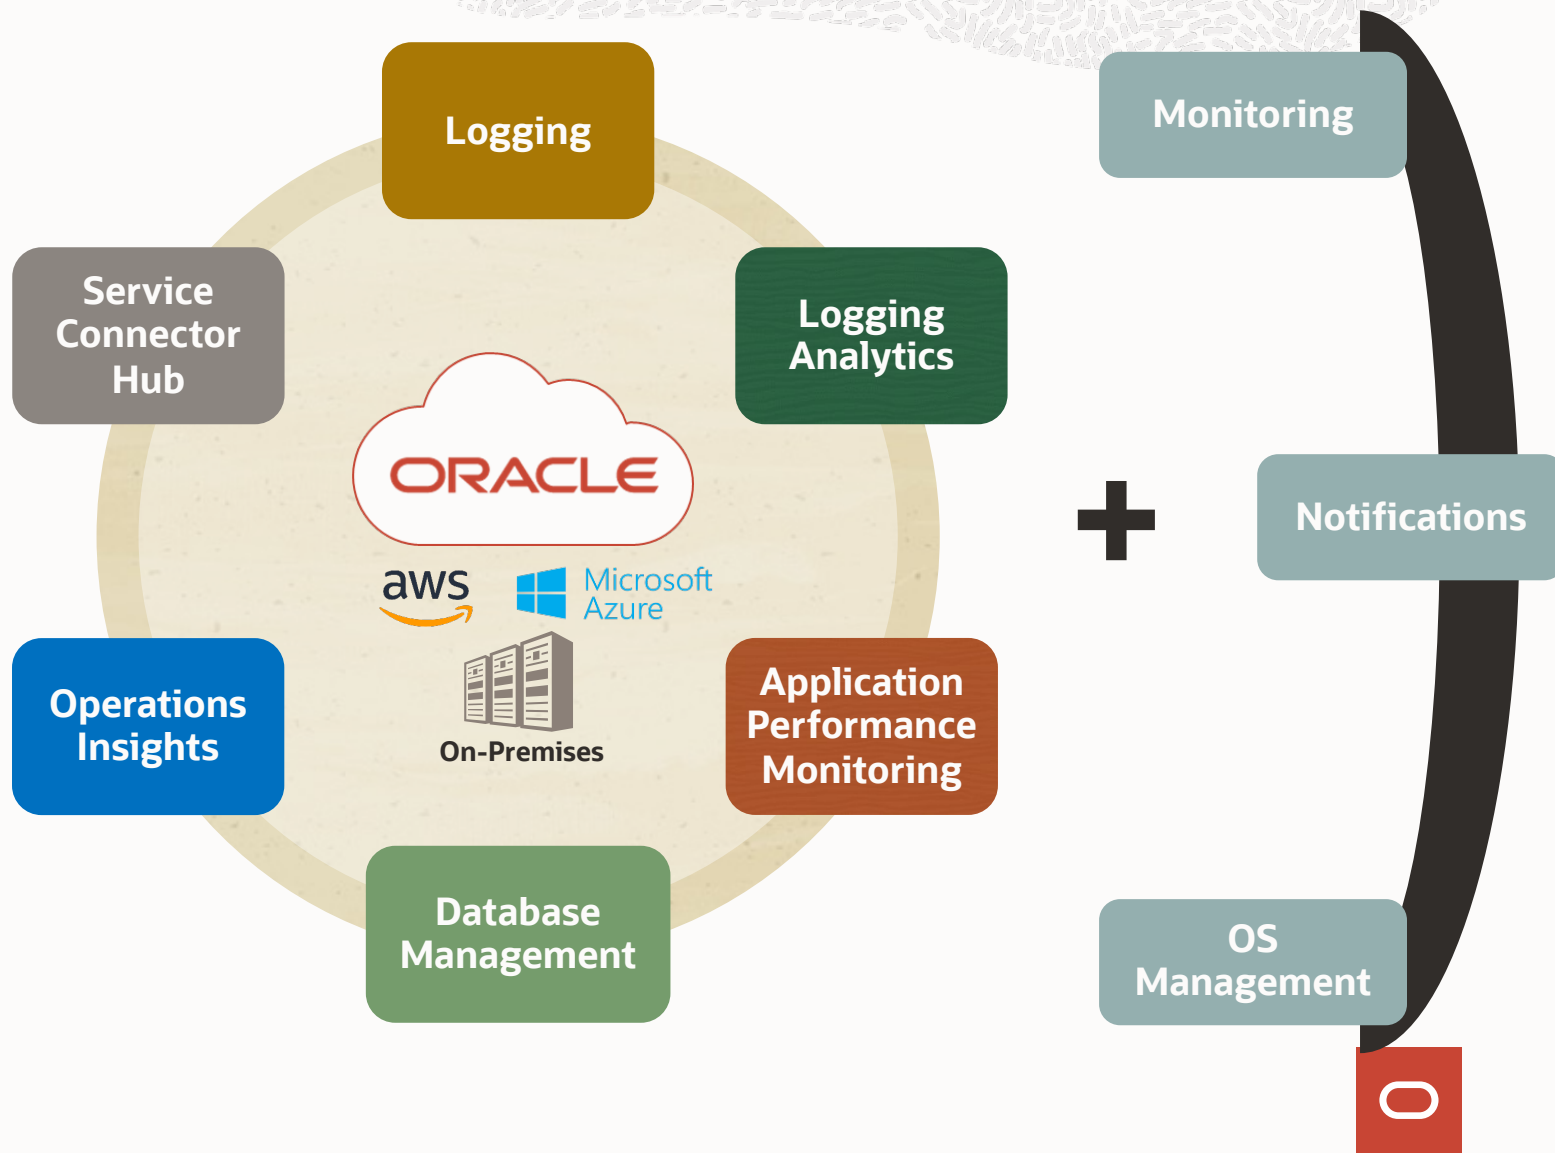 Logging
Monitoring
Service
Connector
Hub
Logging
Analytics
ORACLE
aws
Microsoft
Azure
Notifications
On-Premises
Operations
Insights
Application
Performance
Monitoring
Database
Management
OS
Management